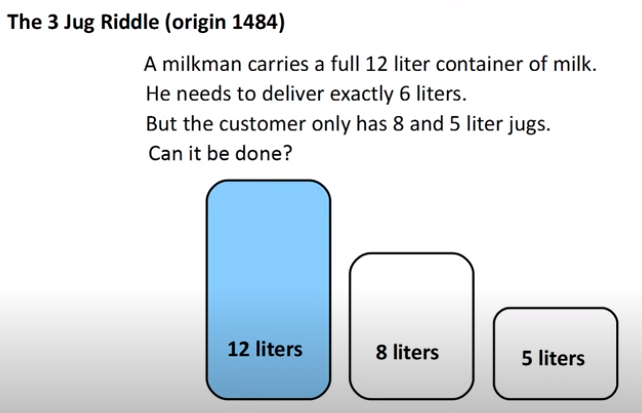 The 3 Jug Riddle (origin 1484)
A milkman carries a full 12 liter container of milk.
He needs to deliver exactly 6 liters.
But the customer only has 8 and 5 liter jugs.
Can it be done?
12 liters
8 liters
5 liters